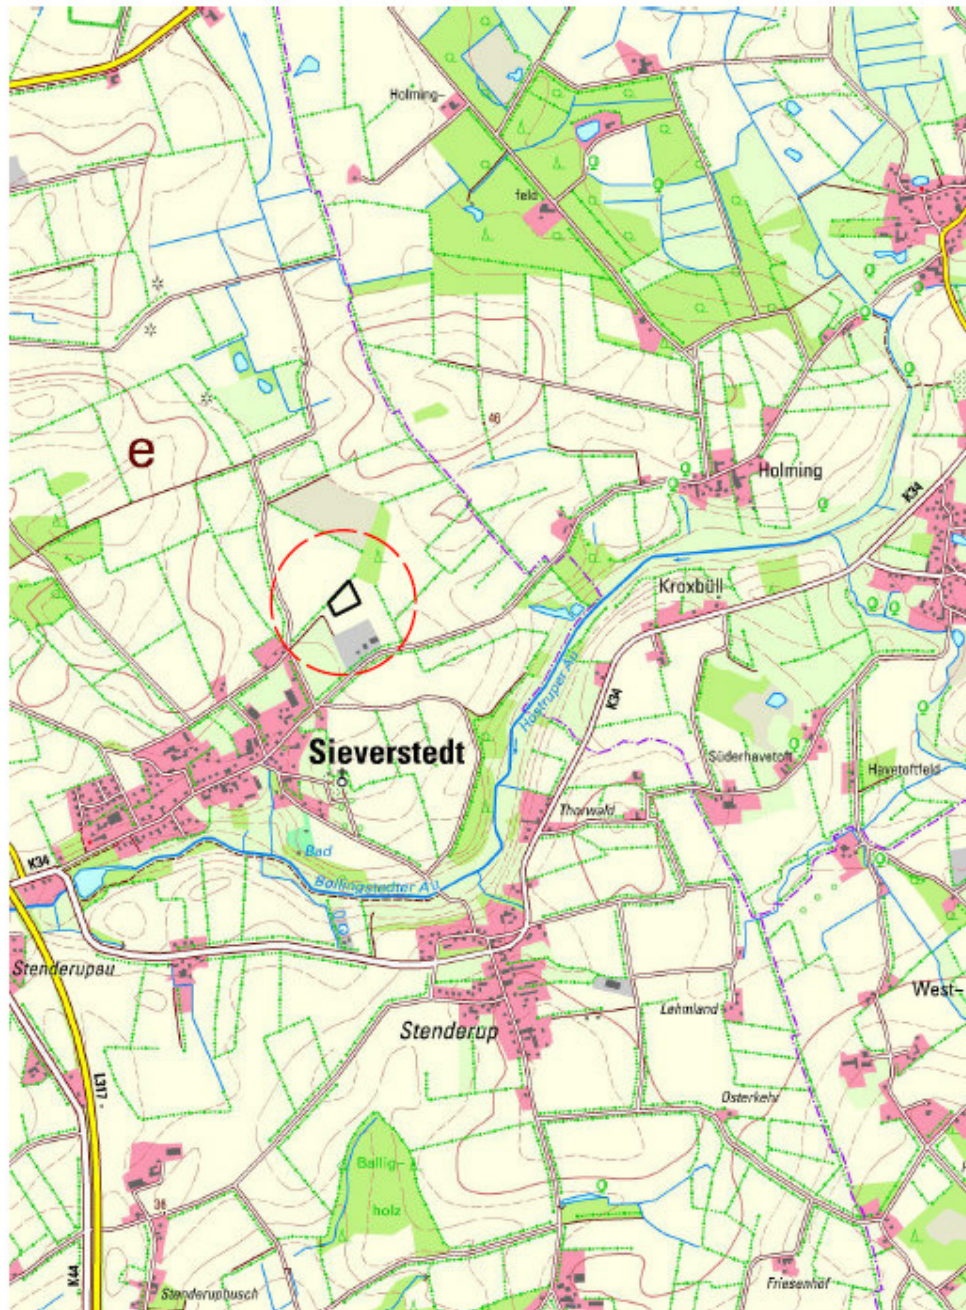 Holming-
feld
46
e
Holming
K34
Kroxbüll
Hostruper Au
K34
Sieverstedt
Süderhavetoft
Havetoftfeld
Thorwald
K34
Bad
Bollingstedter Au
Stenderupau
West-
Lehmland
Stenderup
L317
Osterkehr
Ballig-
holz
38
K44
Stenderupbusch
Friesenhof